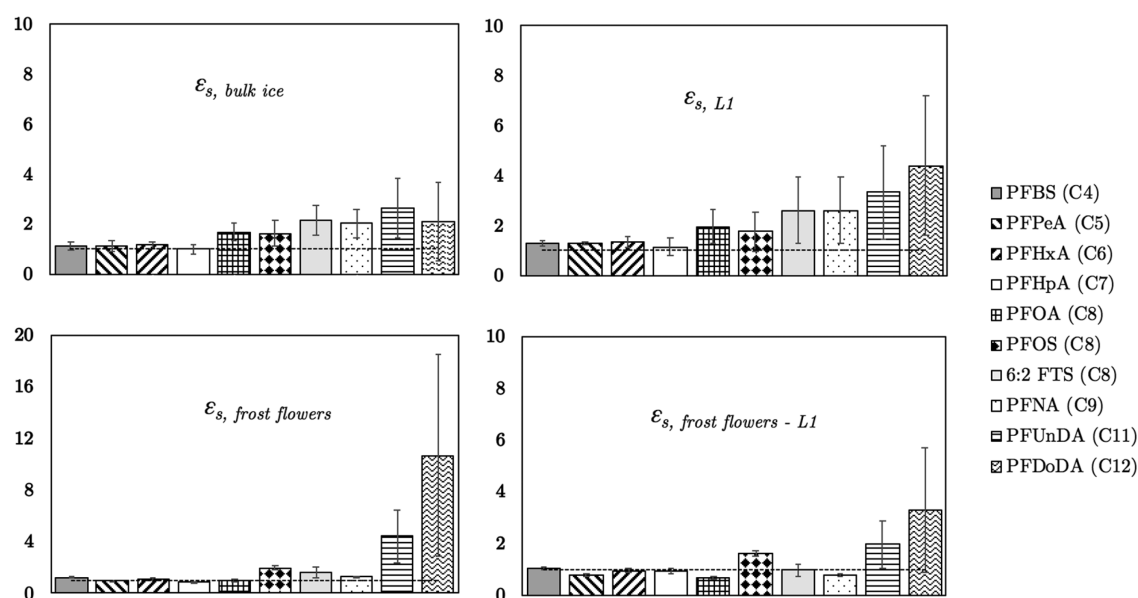 10
8
6
4
2
0
εs, bulk ice
10
8
6
4
2
0
εs, L1
20
16
12
8
4
0
εs, frost flowers
10
8
6
4
2
0
εs, frost flowers - L1
PFBS (C4)
PFPeA (C5)
PFHxA (C6)
PFHpA (C7)
PFOA (C8)
PFOS (C8)
6:2 FTS (C8)
PFNA (C9)
PFUnDA (C11)
PFDoDA (C12)